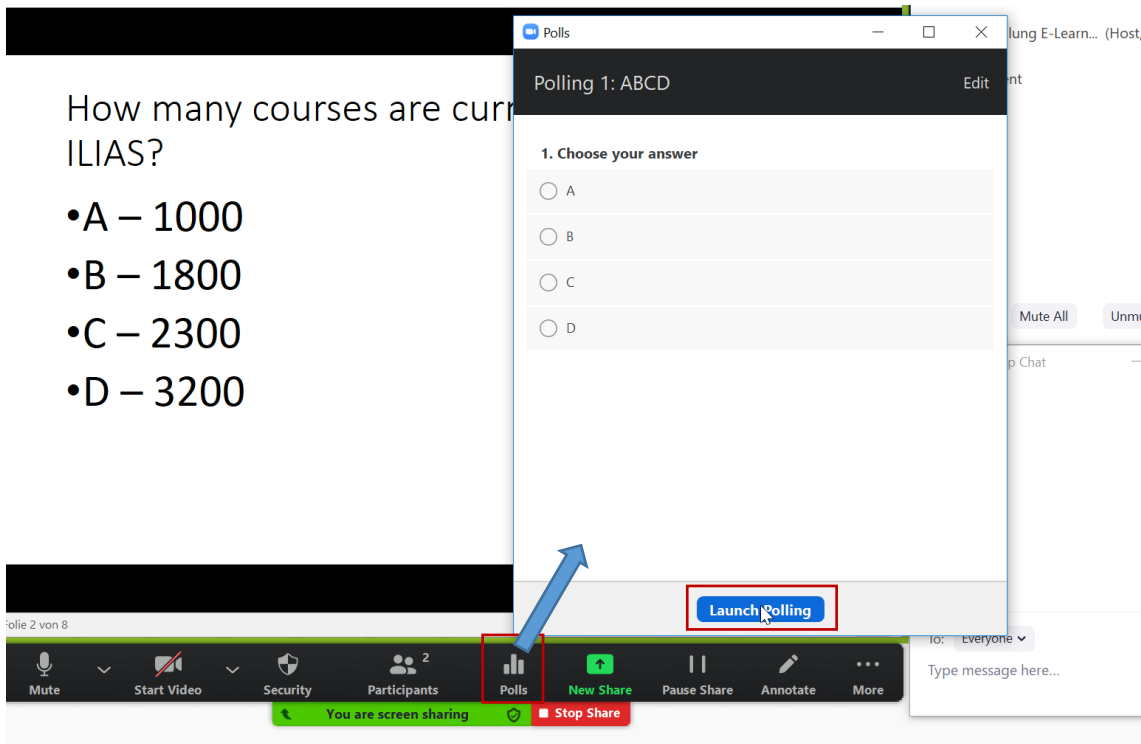 How many courses are curr
ILIAS?
•A – 1000
•B – 1800
•C – 2300
•D – 3200
Polls
Polling 1: ABCD
Edit
1. Choose your answer
A
B
C
D
Launch Polling
lung E-Learn... (Host,
nt
Mute All
Unmu
p Chat
To: Everyone
Type message here...
Folie 2 von 8
Mute
Start Video
Security
Participants
2
Polls
New Share
Pause Share
Annotate
More
You are screen sharing
Stop Share